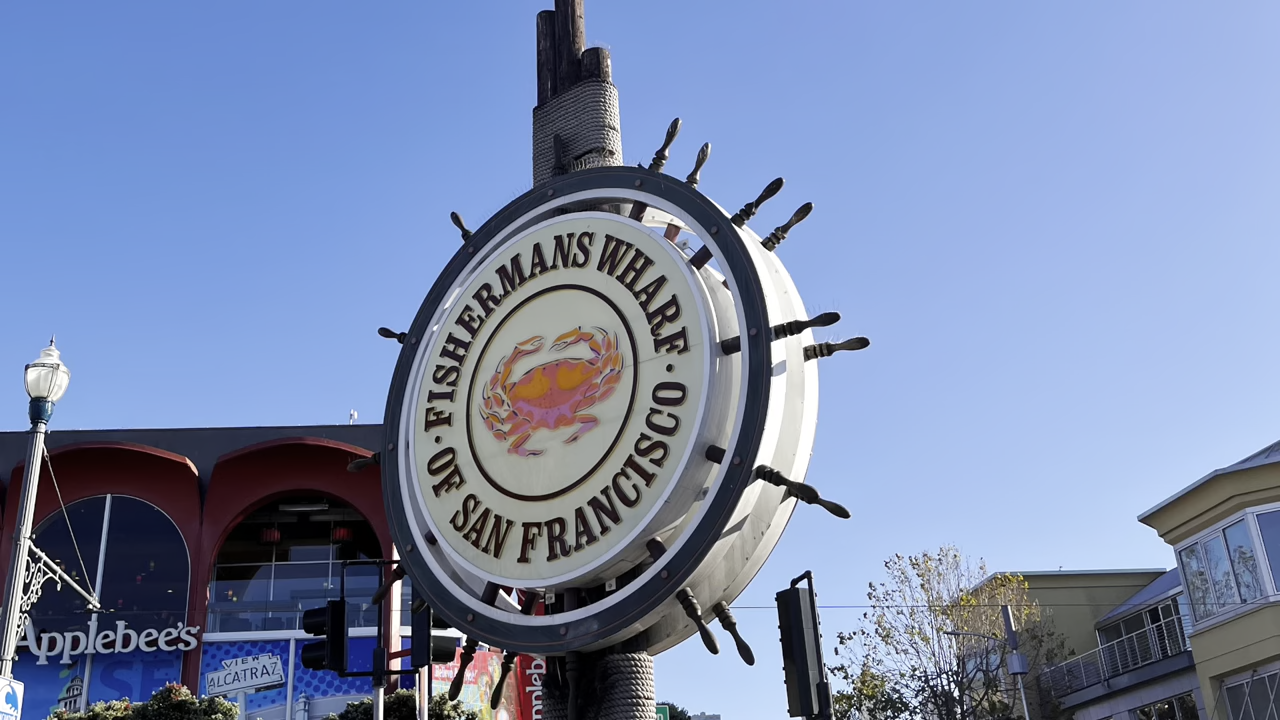 FISHERMANS WHARF
· OF SAN FRANCISCO ·
Applebee's
VIEW
ALCATRAZ